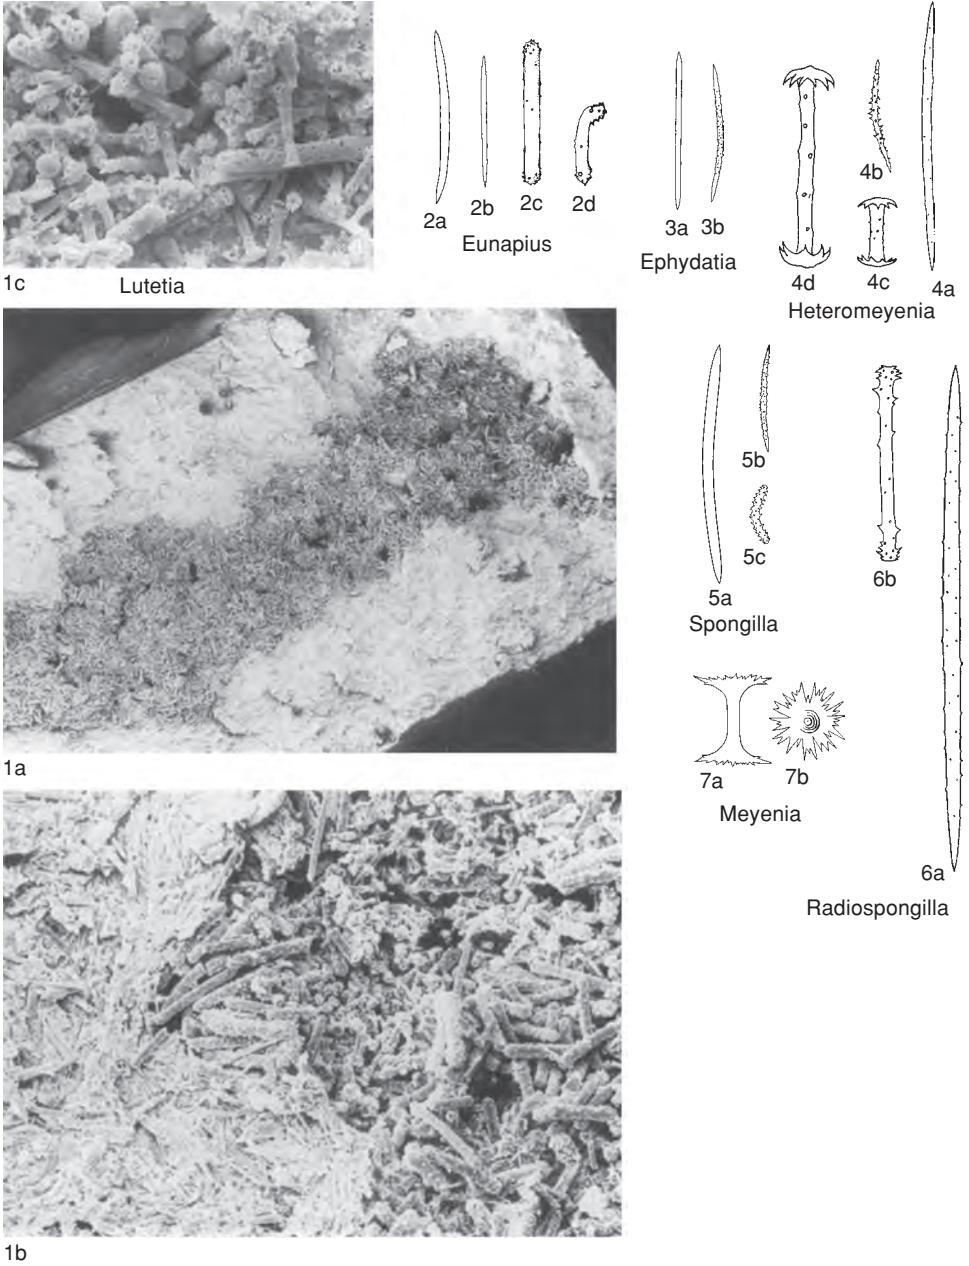 1c
Lutetia
2a
2b
2c
2d
Eunapius
3a 3b
Ephydatia
4d
4b
4c
4a
Heteromeyenia
5b
5c
5a
Spongilla
6b
6a
Radiospongilla
7a
7b
Meyenia
1a
1b